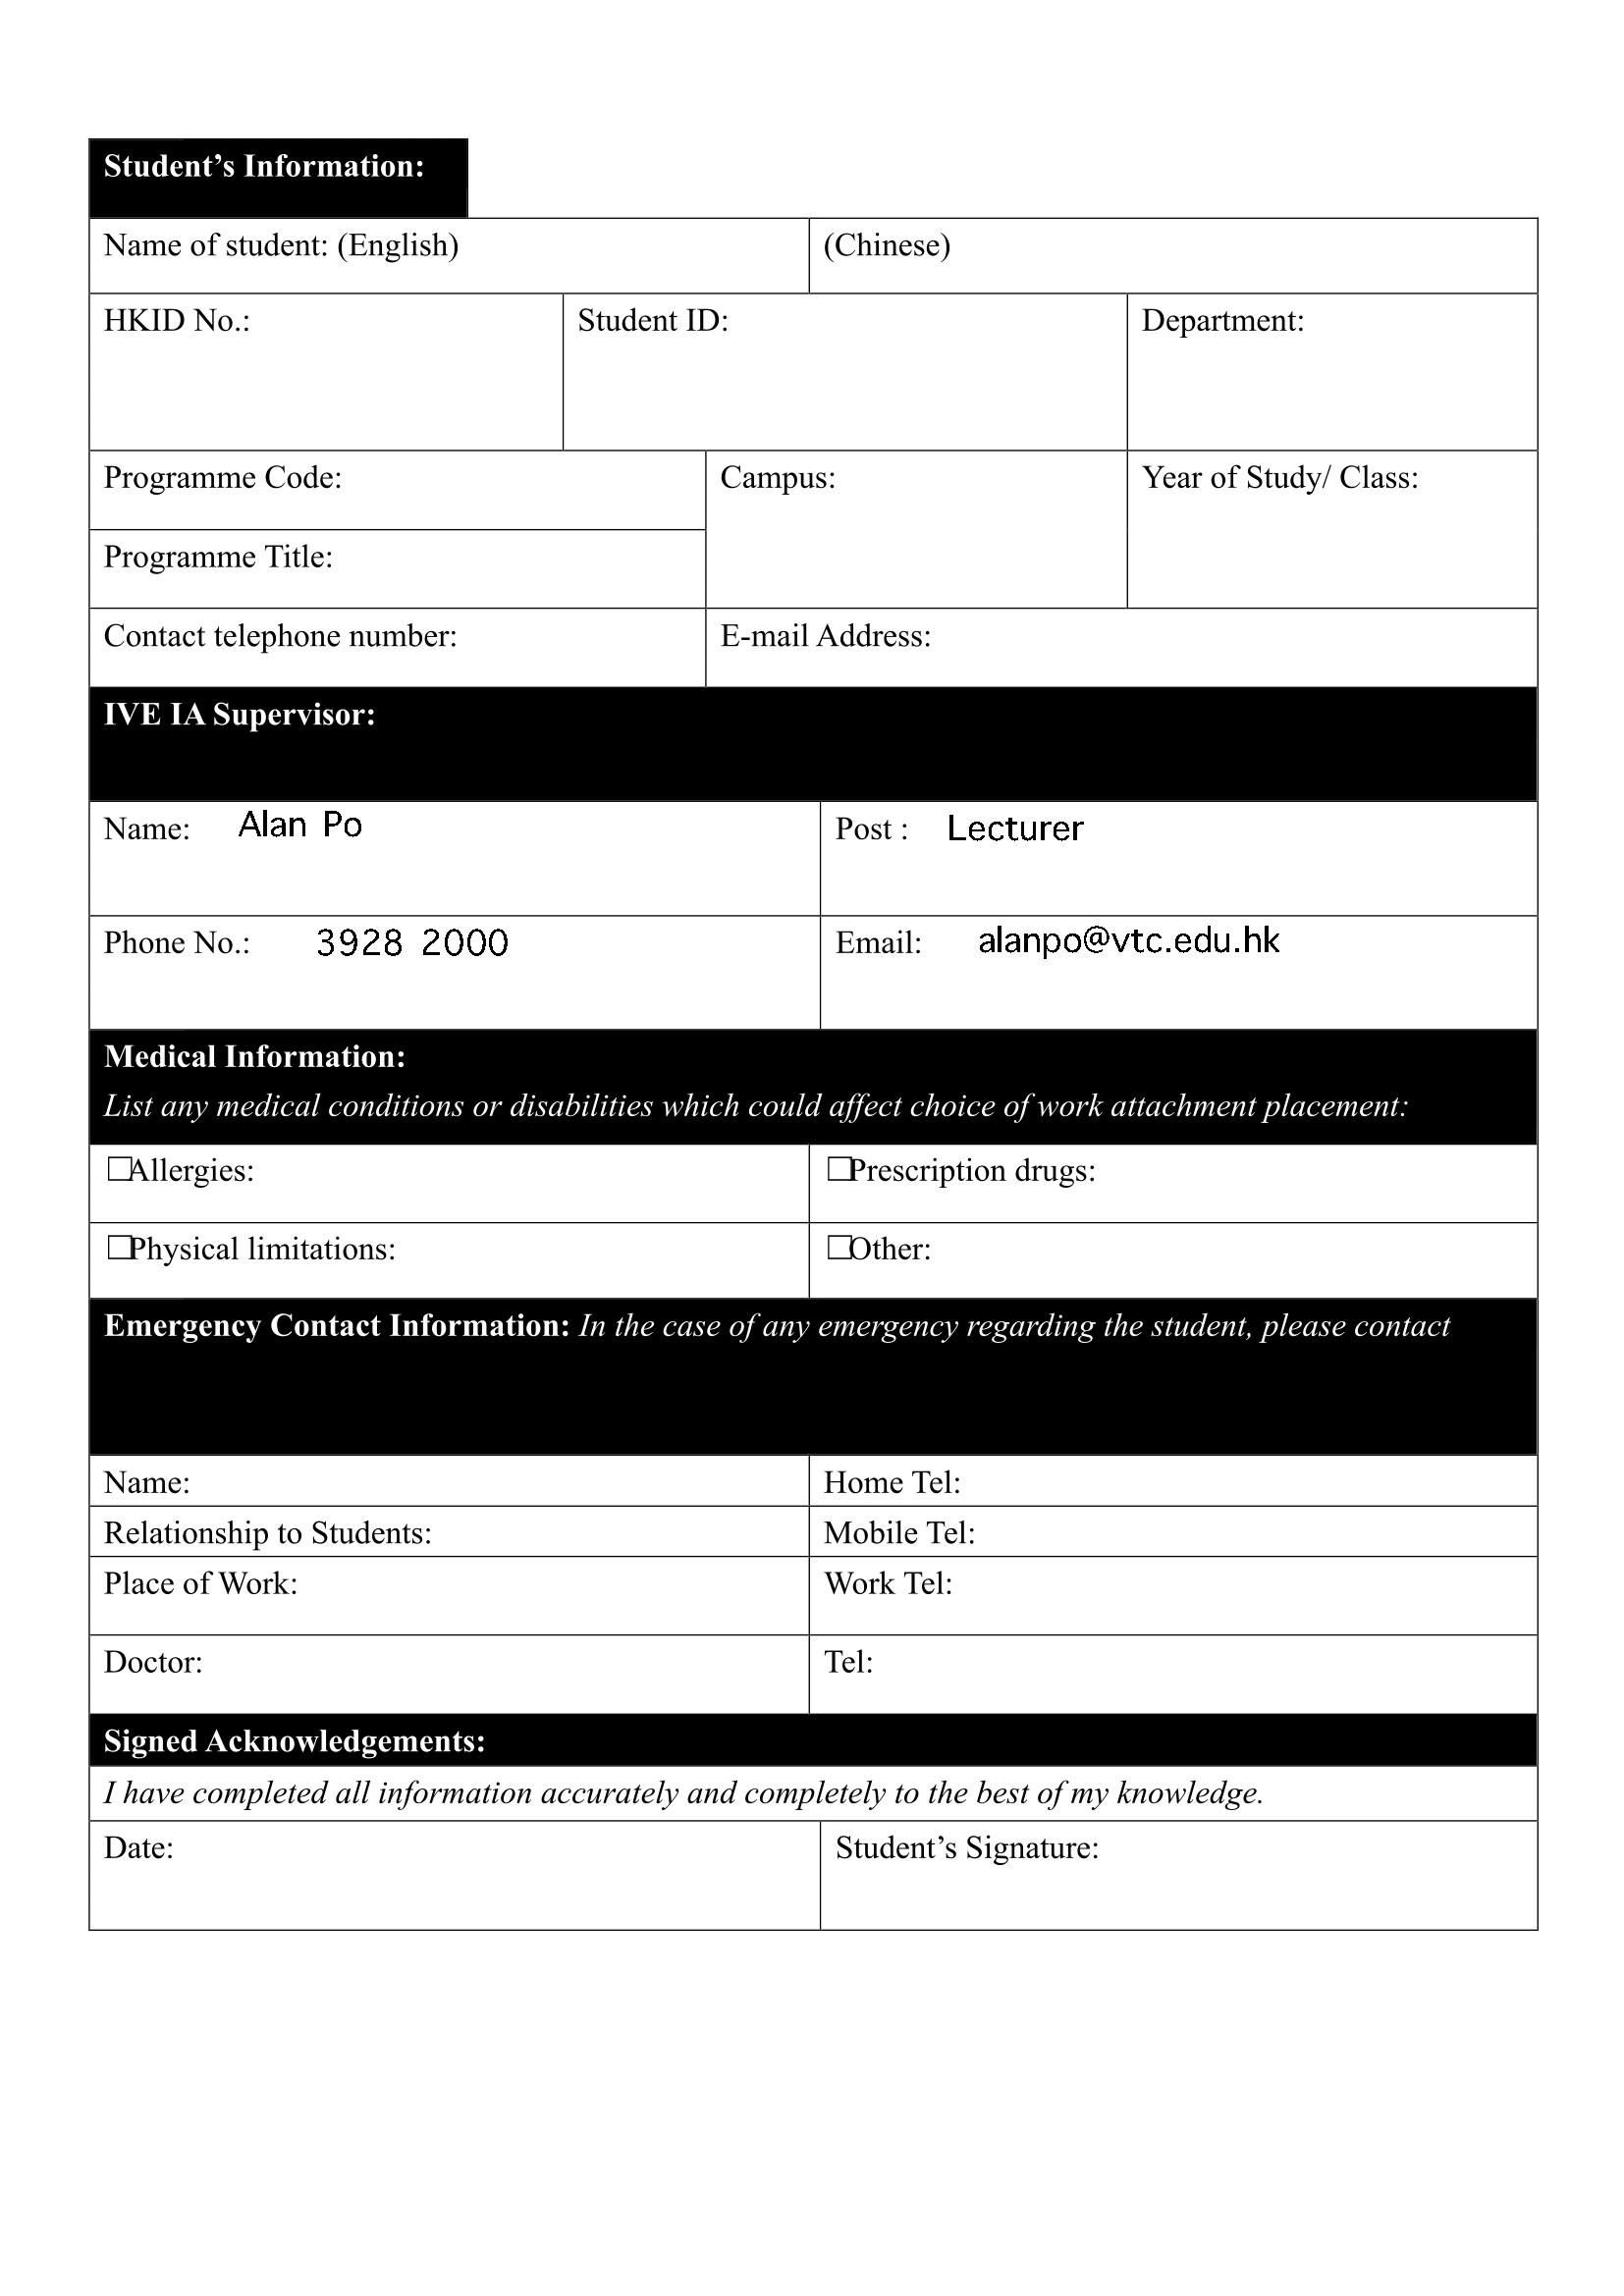 Student’s Information:
Name of student: (English) (Chinese)
HKID No.: Student ID: Department:
Programme Code: Campus: Year of Study/ Class:
Programme Title:
Contact telephone number: E-mail Address:
IVE IA Supervisor:
Name: Alan Po Post : Lecturer
Phone No.: 3928 2000 Email: alanpo@vtc.edu.hk
Medical Information:
List any medical conditions or disabilities which could affect choice of work attachment placement:
☐Allergies: ☐Prescription drugs:
☐Physical limitations: ☐Other:
Emergency Contact Information: In the case of any emergency regarding the student, please contact
Name: Home Tel:
Relationship to Students: Mobile Tel:
Place of Work: Work Tel:
Doctor: Tel:
Signed Acknowledgements:
I have completed all information accurately and completely to the best of my knowledge.
Date: Student’s Signature: